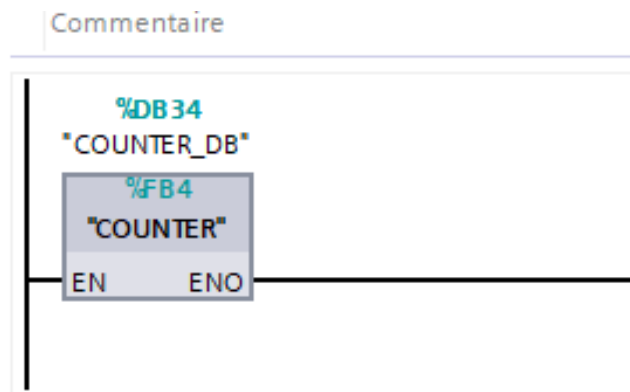 Commentaire
%DB34
"COUNTER_DB"
%FB4
"COUNTER"
EN ENO